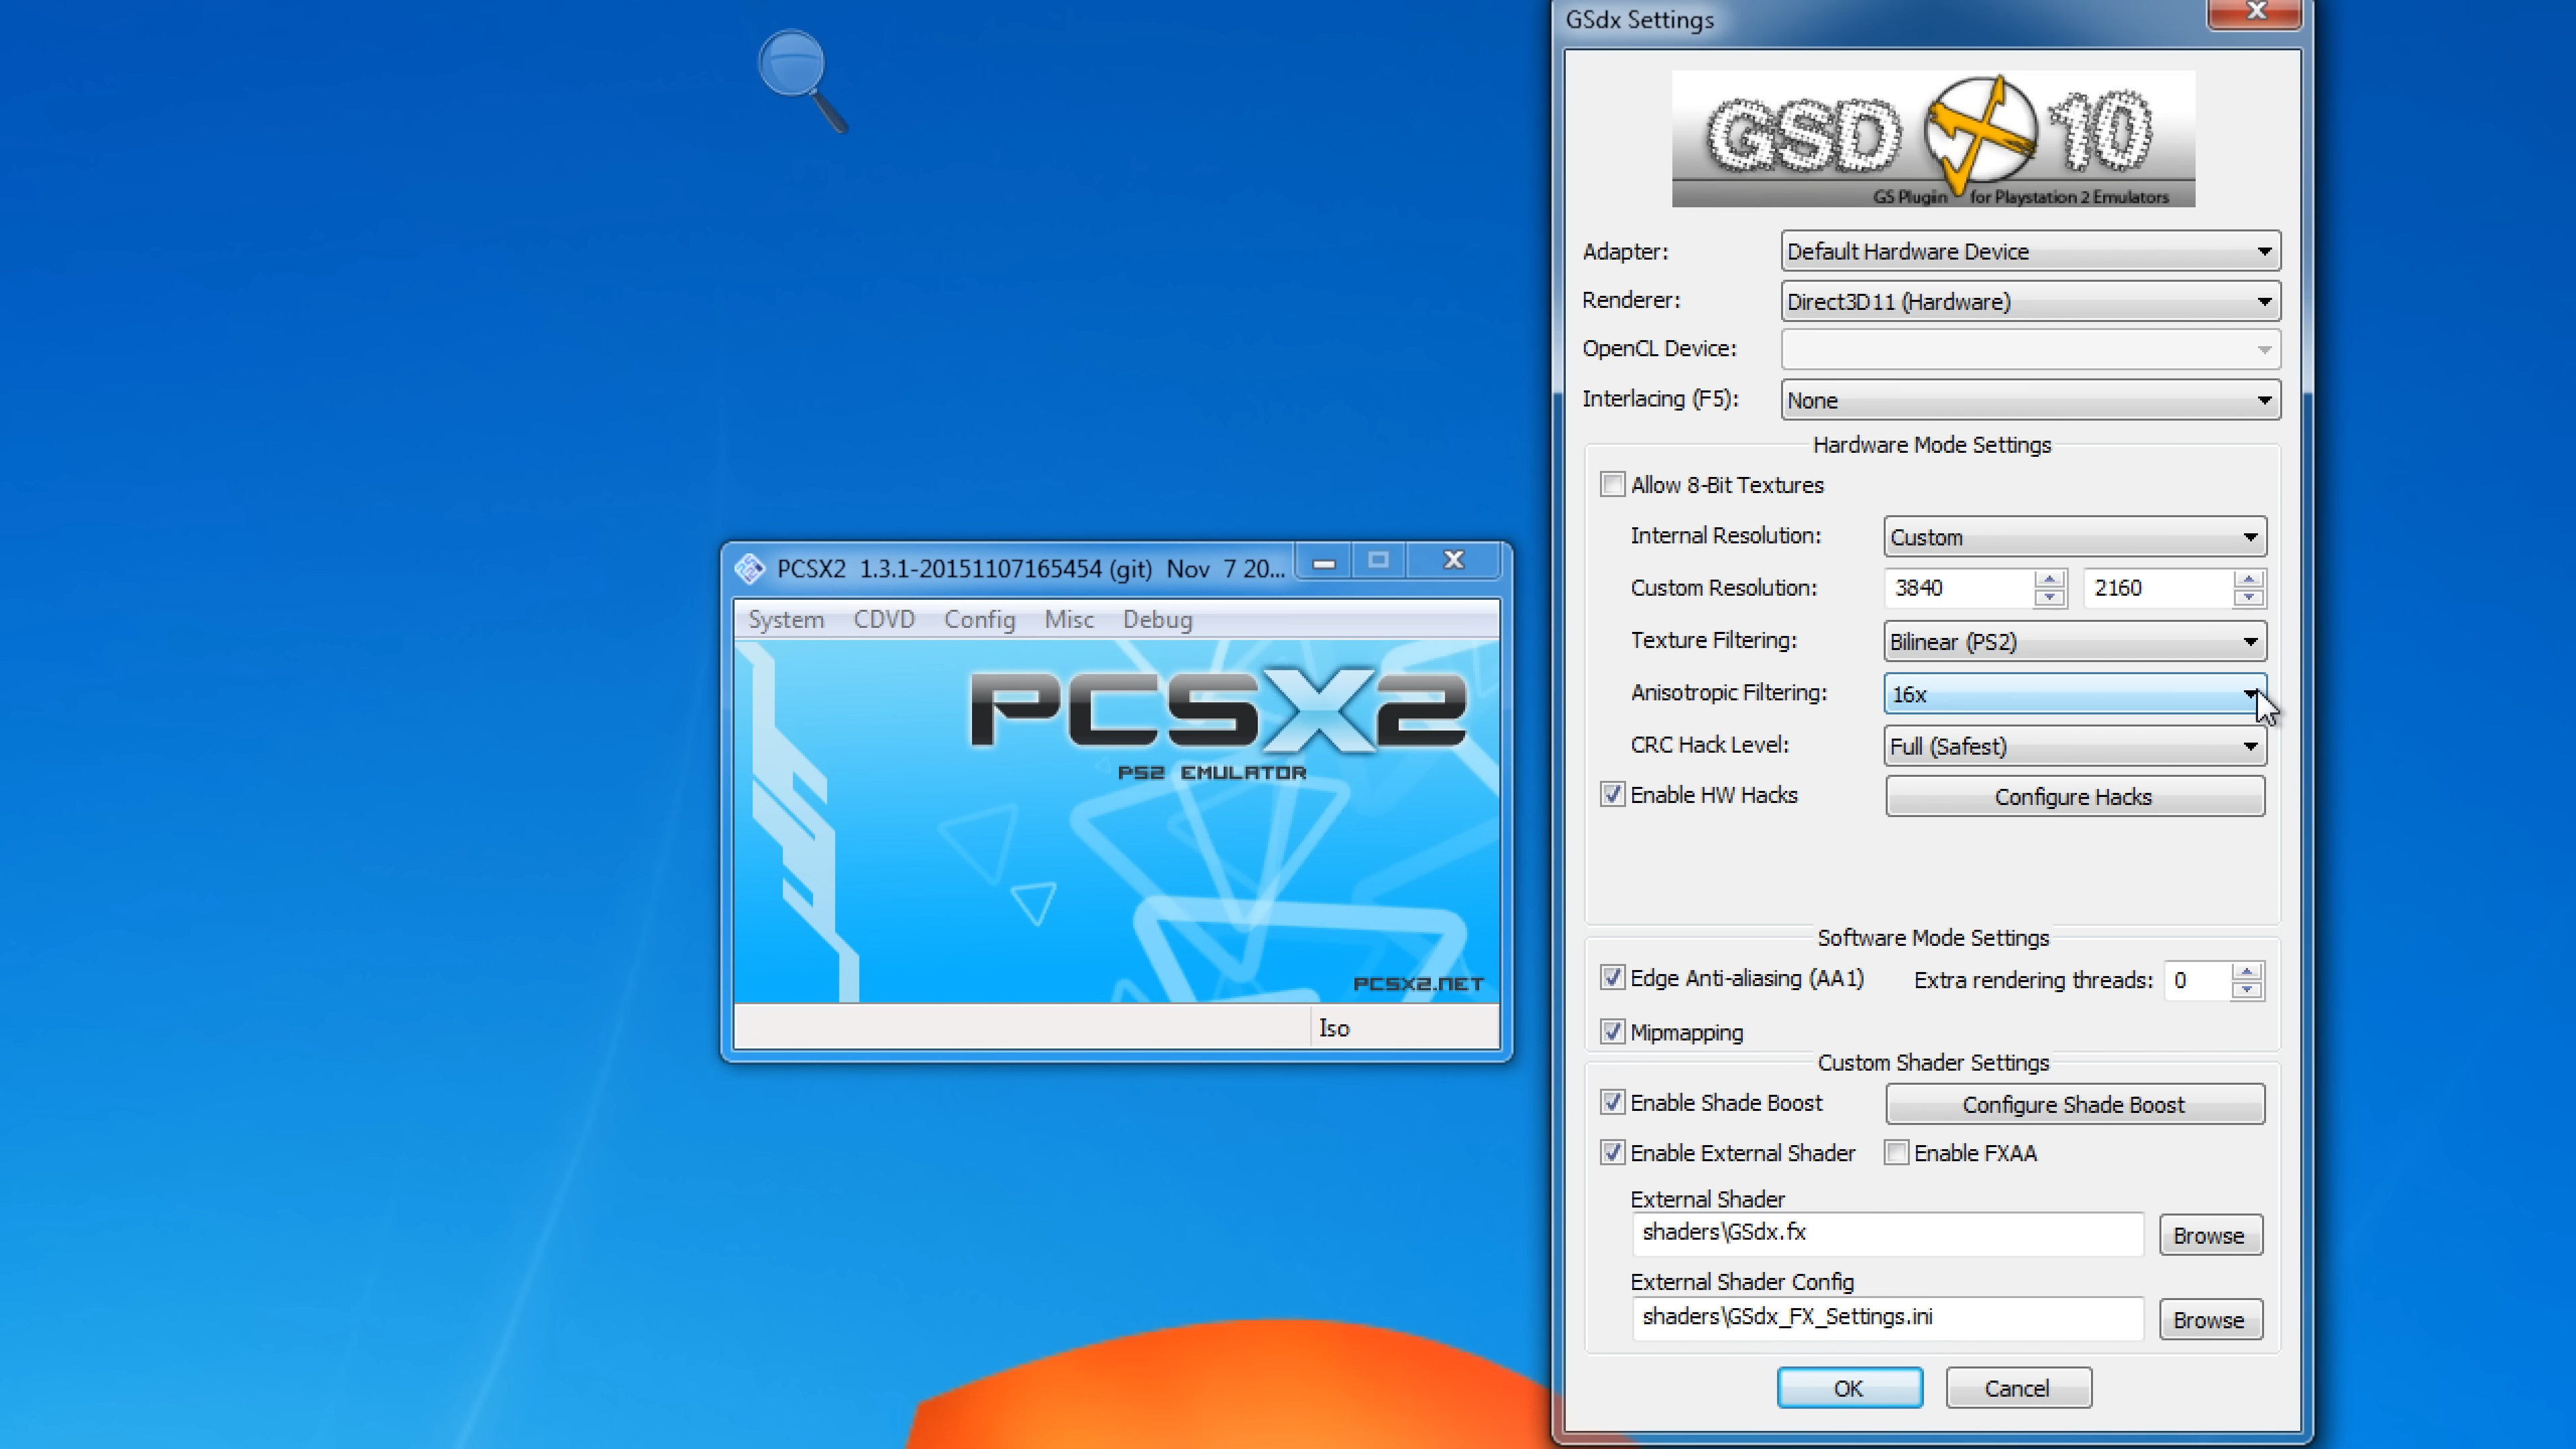 GSdx Settings
GSD 10
GS Plugin for Playstation 2 Emulators
Adapter: Default Hardware Device
Renderer: Direct3D11 (Hardware)
OpenCL Device:
Interlacing (F5): None
Hardware Mode Settings
Allow 8-Bit Textures
Internal Resolution: Custom
Custom Resolution: 3840 2160
Texture Filtering: Bilinear (PS2)
Anisotropic Filtering: 16x
CRC Hack Level: Full (Safest)
Enable HW Hacks Configure Hacks
Software Mode Settings
Edge Anti-aliasing (AA1) Extra rendering threads: 0
Mipmapping
Custom Shader Settings
Enable Shade Boost Configure Shade Boost
Enable External Shader Enable FXAA
External Shader
shaders\GSdx.fx Browse
External Shader Config
shaders\GSdx_FX_Settings.ini Browse
OK Cancel
PCSX2 1.3.1-20151107165454 (git) Nov 7 20...
System CDVD Config Misc Debug
PCSX2
PS2 EMULATOR
PCSX2.NET
Iso